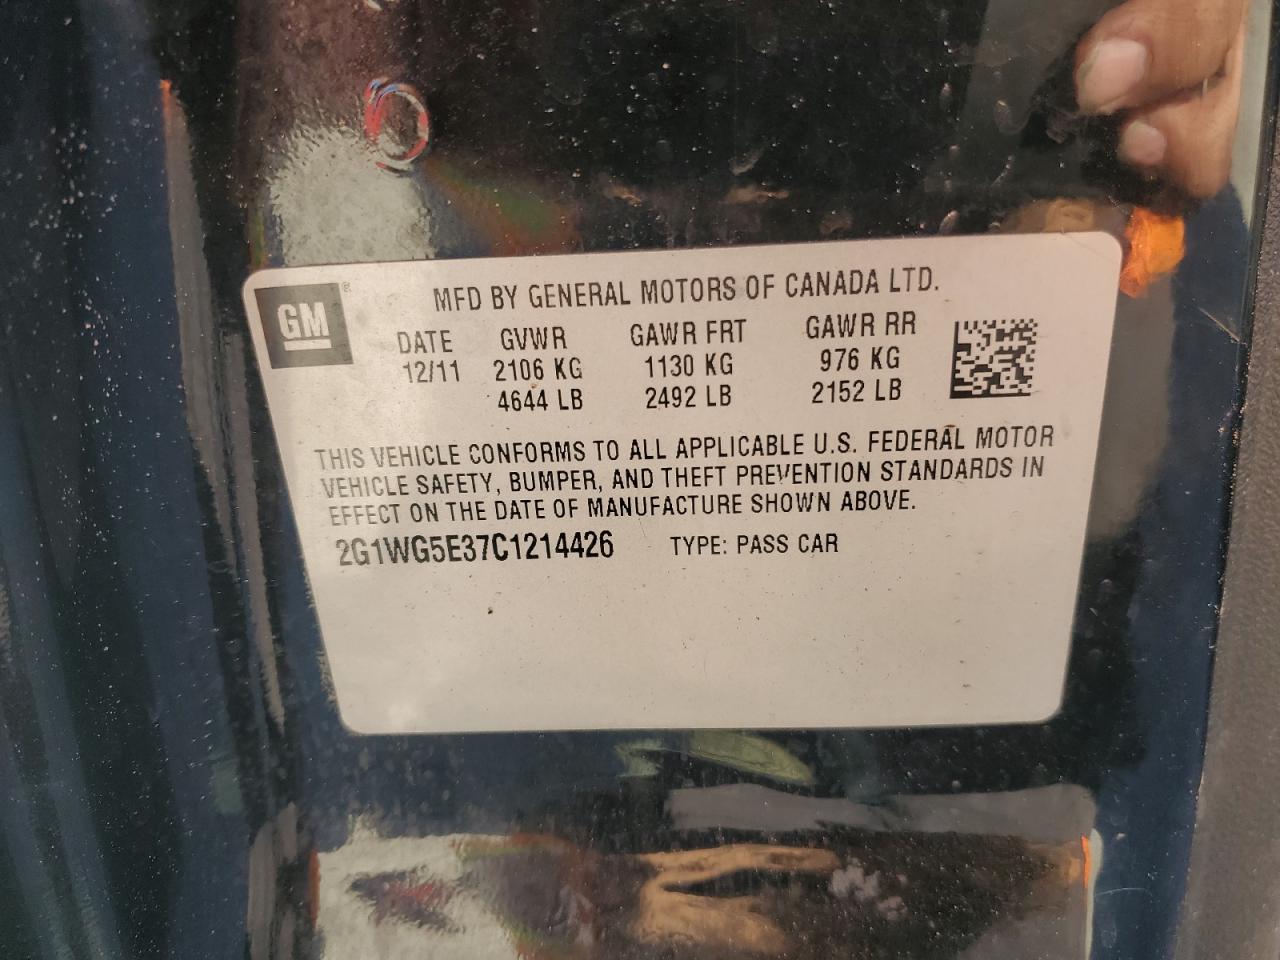 GM®
MFD BY GENERAL MOTORS OF CANADA LTD.
DATE GVWR GAWR FRT GAWR RR
12/11 2106 KG 1130 KG 976 KG
4644 LB 2492 LB 2152 LB
THIS VEHICLE CONFORMS TO ALL APPLICABLE U.S. FEDERAL MOTOR
VEHICLE SAFETY, BUMPER, AND THEFT PREVENTION STANDARDS IN
EFFECT ON THE DATE OF MANUFACTURE SHOWN ABOVE.
2G1WG5E37C1214426 TYPE: PASS CAR